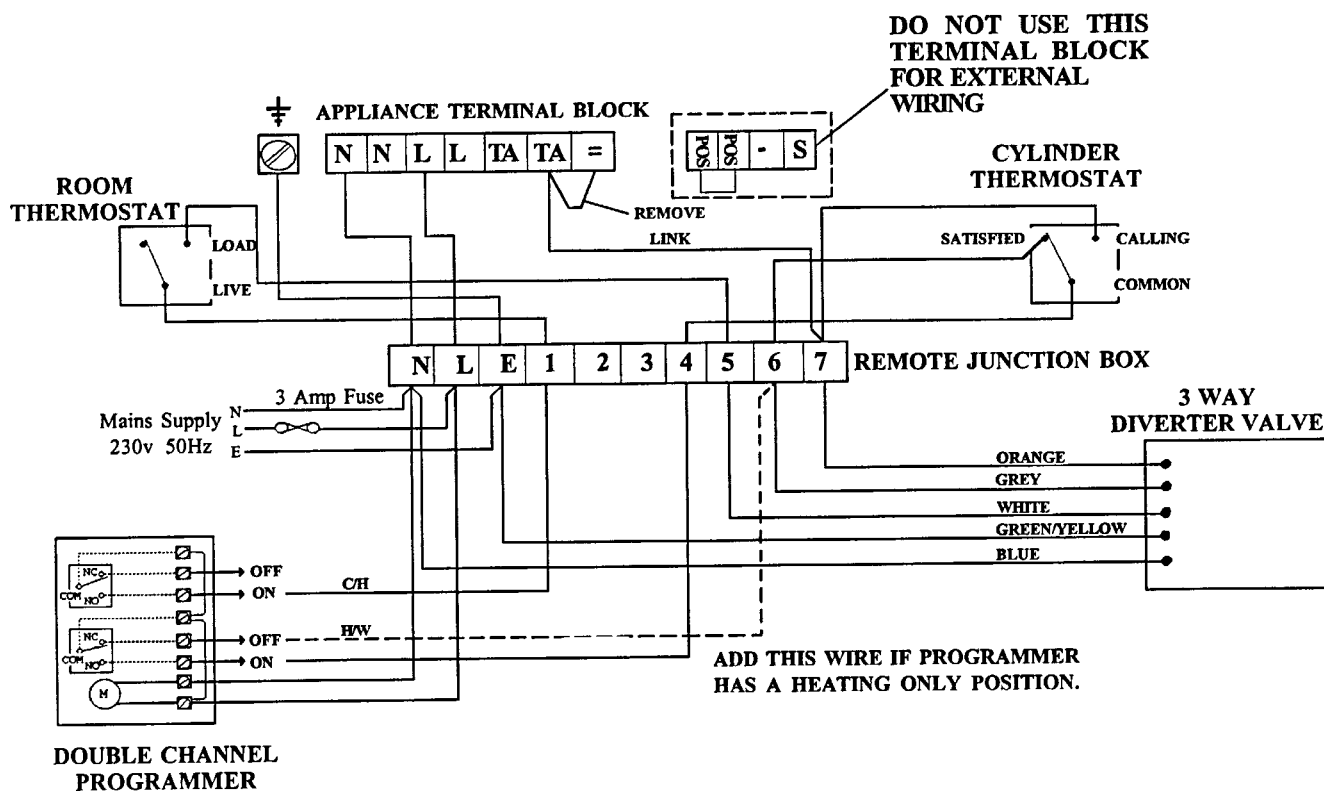 DO NOT USE THIS
TERMINAL BLOCK
FOR EXTERNAL
WIRING
APPLIANCE TERMINAL BLOCK
N N L L TA TA =
POS POS - S
CYLINDER
THERMOSTAT
ROOM
THERMOSTAT
REMOVE
LINK
LOAD
LIVE
SATISFIED
CALLING
COMMON
N L E 1 2 3 4 5 6 7
REMOTE JUNCTION BOX
3 Amp Fuse
Mains Supply
230v 50Hz
N
L
E
3 WAY
DIVERTER VALVE
ORANGE
GREY
WHITE
GREEN/YELLOW
BLUE
NC
COM
NO
OFF
ON
C/H
NC
COM
NO
OFF
ON
H/W
M
ADD THIS WIRE IF PROGRAMMER
HAS A HEATING ONLY POSITION.
DOUBLE CHANNEL
PROGRAMMER